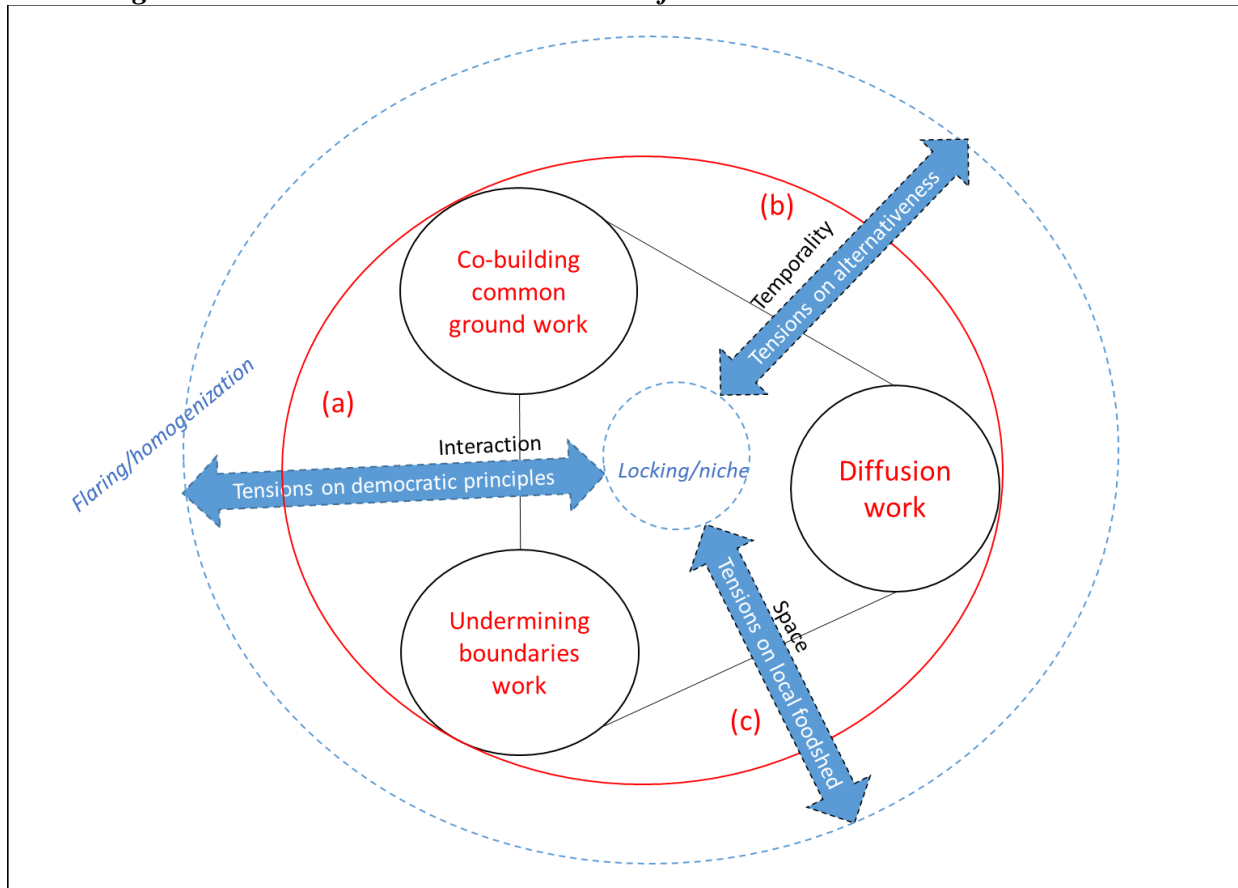 (b)
Temporality
Tensions on alternativeness
Co-building
common
ground work
Flaring/homogenization
(a)
Interaction
Tensions on democratic principles
Locking/niche
Diffusion
work
Undermining
boundaries
work
Space
Tensions on local foodshed
(c)